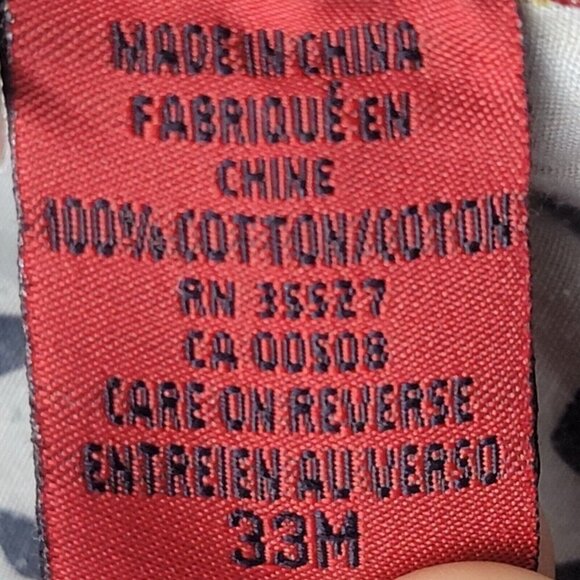 MADE IN CHINA
FABRIQUÉ EN
CHINE
100% COTTON/COTON
RN 35527
CA 00508
CARE ON REVERSE
ENTREIEN AU VERSO
33M